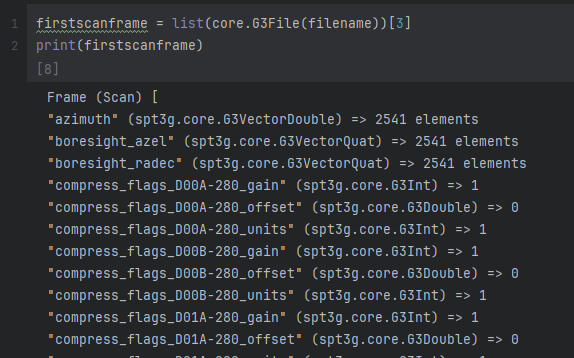 1 firstscanframe = list(core.G3File(filename))[3]
2 print(firstscanframe)
[8]
Frame (Scan) [
"azimuth" (spt3g.core.G3VectorDouble) => 2541 elements
"boresight_azel" (spt3g.core.G3VectorQuat) => 2541 elements
"boresight_radec" (spt3g.core.G3VectorQuat) => 2541 elements
"compress_flags_D00A-280_gain" (spt3g.core.G3Int) => 1
"compress_flags_D00A-280_offset" (spt3g.core.G3Double) => 0
"compress_flags_D00A-280_units" (spt3g.core.G3Int) => 1
"compress_flags_D00B-280_gain" (spt3g.core.G3Int) => 1
"compress_flags_D00B-280_offset" (spt3g.core.G3Double) => 0
"compress_flags_D00B-280_units" (spt3g.core.G3Int) => 1
"compress_flags_D01A-280_gain" (spt3g.core.G3Int) => 1
"compress_flags_D01A-280_offset" (spt3g.core.G3Double) => 0